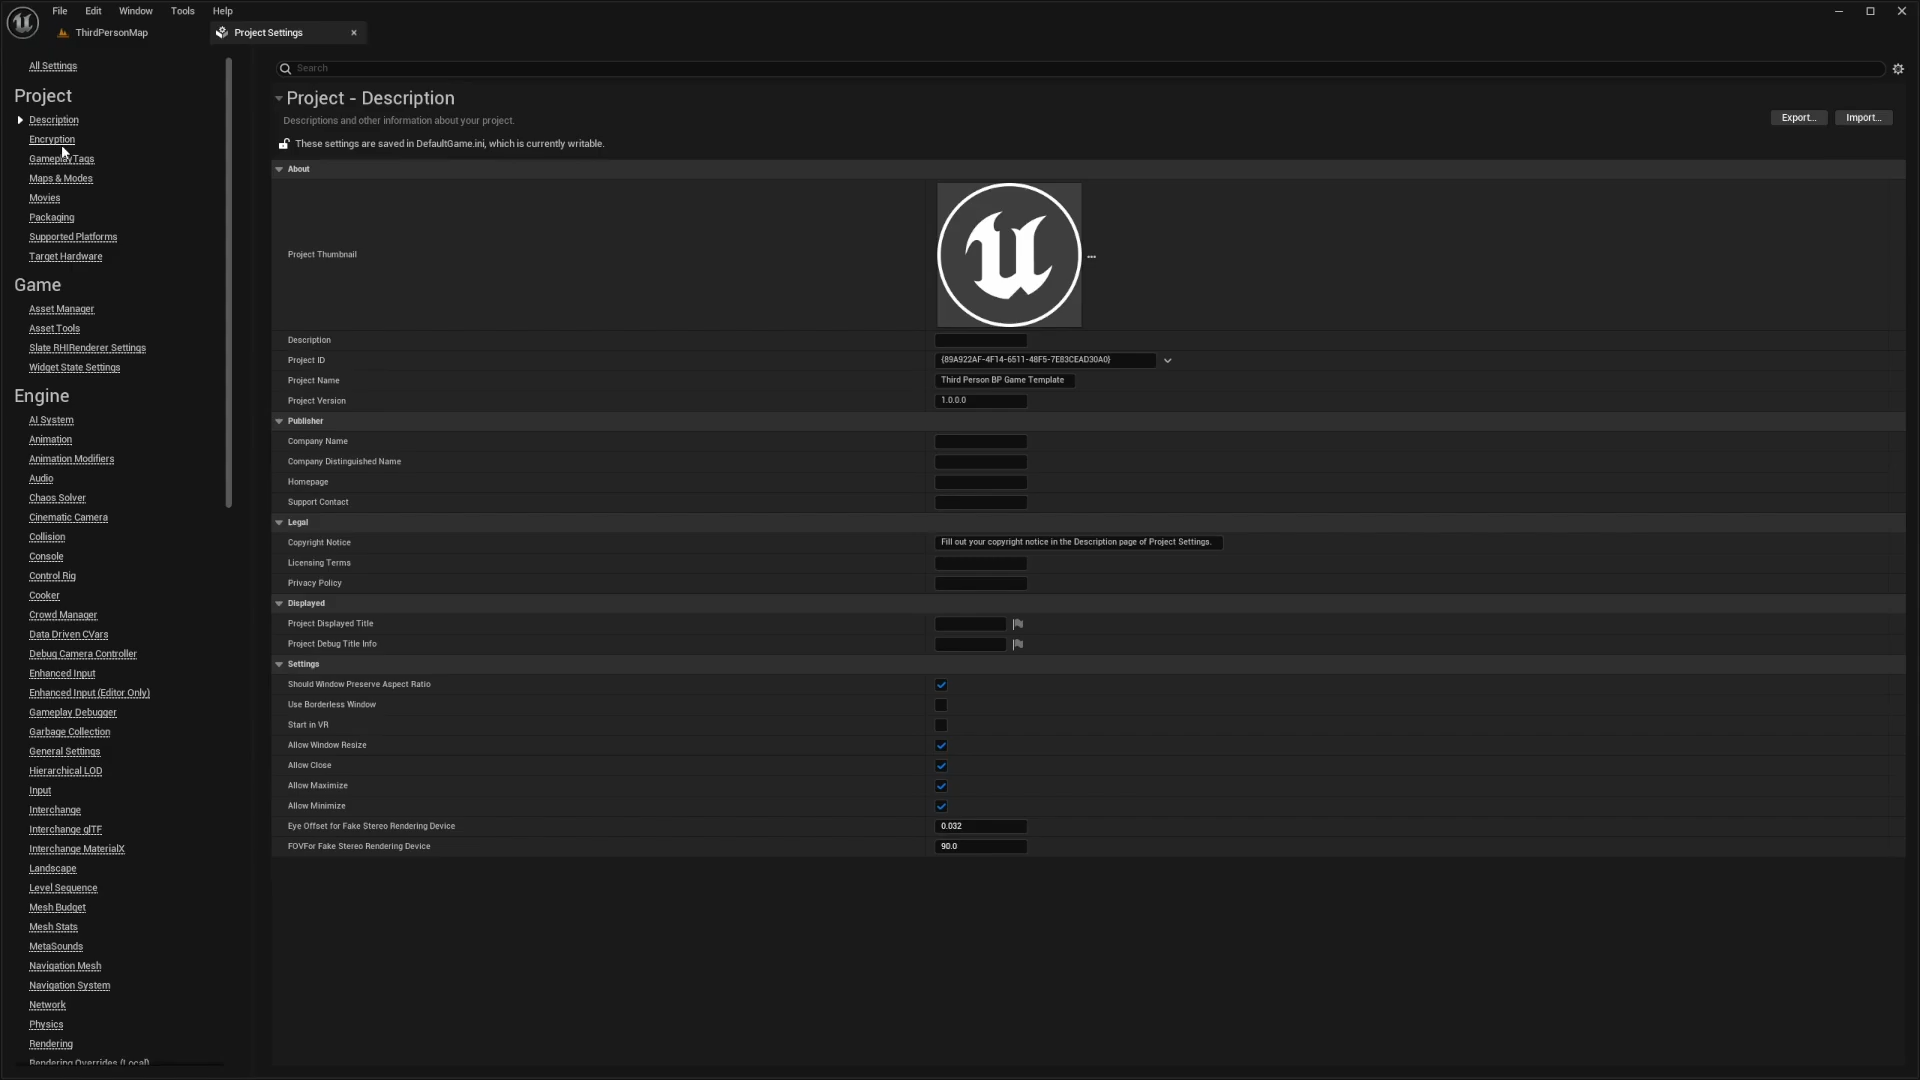 File Edit Window Tools Help
ThirdPersonMap
Project Settings
All Settings
Project
Description
Encryption
GameplayTags
Maps & Modes
Movies
Packaging
Supported Platforms
Target Hardware
Game
Asset Manager
Asset Tools
Slate RHIRenderer Settings
Widget State Settings
Engine
AI System
Animation
Animation Modifiers
Audio
Chaos Solver
Cinematic Camera
Collision
Console
Control Rig
Cooker
Crowd Manager
Data Driven CVars
Debug Camera Controller
Enhanced Input
Enhanced Input (Editor Only)
Gameplay Debugger
Garbage Collection
General Settings
Hierarchical LOD
Input
Interchange
Interchange glTF
Interchange MaterialX
Landscape
Level Sequence
Mesh Budget
Mesh Stats
MetaSounds
Navigation Mesh
Navigation System
Network
Physics
Rendering
Rendering Overrides (Local)
Search
Project - Description
Descriptions and other information about your project.
Export...
Import...
These settings are saved in DefaultGame.ini, which is currently writable.
About
Project Thumbnail
Description
Project ID {89A922AF-4F14-6511-48F5-7E83CEAD30A0}
Project Name Third Person BP Game Template
Project Version 1.0.0.0
Publisher
Company Name
Company Distinguished Name
Homepage
Support Contact
Legal
Copyright Notice Fill out your copyright notice in the Description page of Project Settings.
Licensing Terms
Privacy Policy
Displayed
Project Displayed Title
Project Debug Title Info
Settings
Should Window Preserve Aspect Ratio
Use Borderless Window
Start in VR
Allow Window Resize
Allow Close
Allow Maximize
Allow Minimize
Eye Offset for Fake Stereo Rendering Device 0.032
FOVFor Fake Stereo Rendering Device 90.0